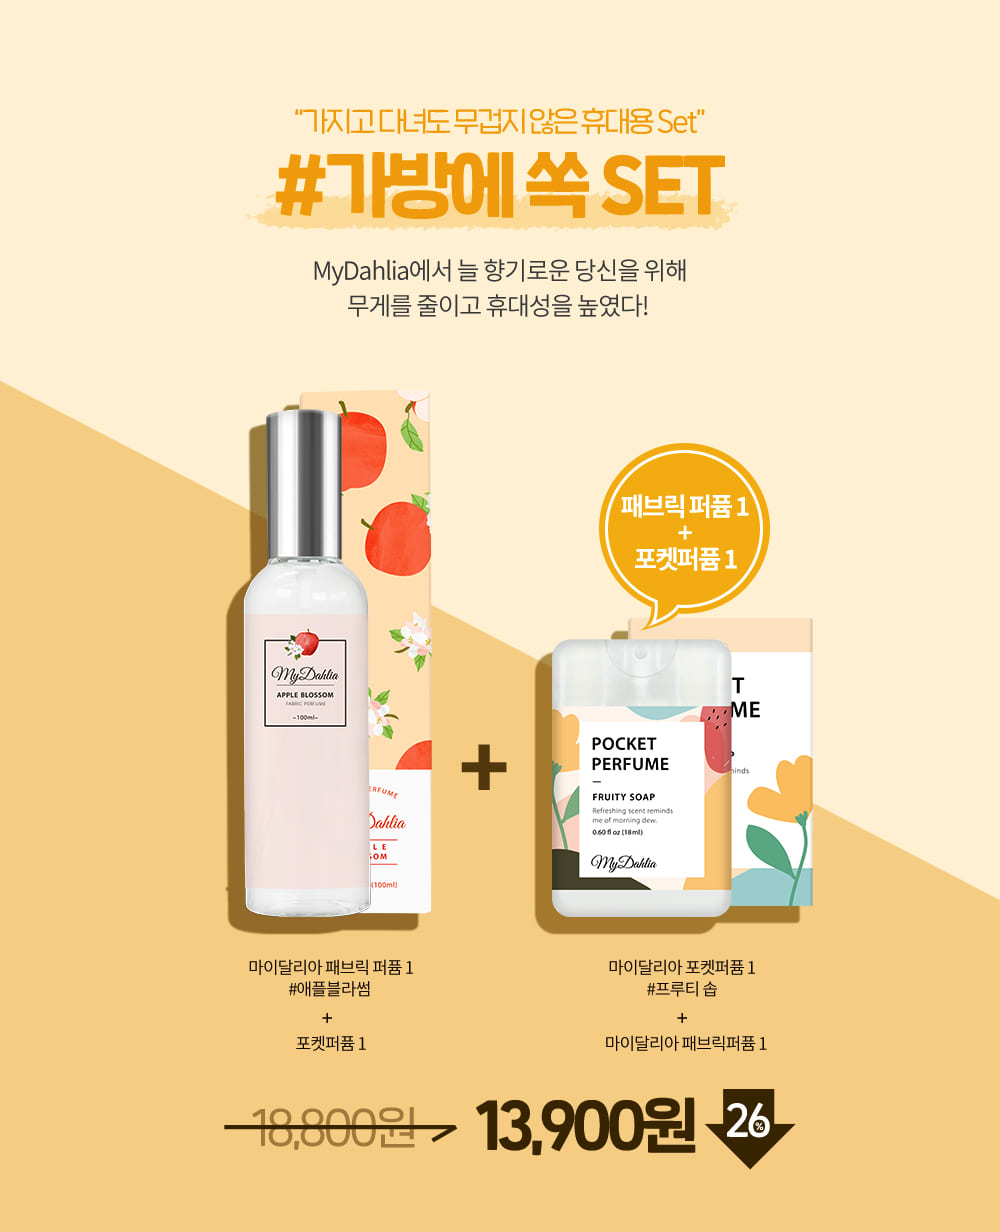 "가지고 다녀도 무겁지 않은 휴대용 Set"
#가방에 쏙 SET
MyDahlia에서 늘 향기로운 당신을 위해
무게를 줄이고 휴대성을 높였다!
패브릭 퍼퓸 1
+
포켓퍼퓸 1
MyDahlia
APPLE BLOSSOM
FABRIC PERFUME
-100ml-
ERFUME
Dahlia
LE
SOM
(100ml)
+
POCKET
PERFUME
FRUITY SOAP
Refreshing scent reminds
me of morning dew.
0.60 fl oz (18ml)
MyDahlia
T
ME
P
minds
마이달리아 패브릭 퍼퓸 1
#애플블라썸
+
포켓퍼퓸 1
마이달리아 포켓퍼퓸 1
#프루티 솝
+
마이달리아 패브릭퍼퓸 1
18,800원
13,900원
26%